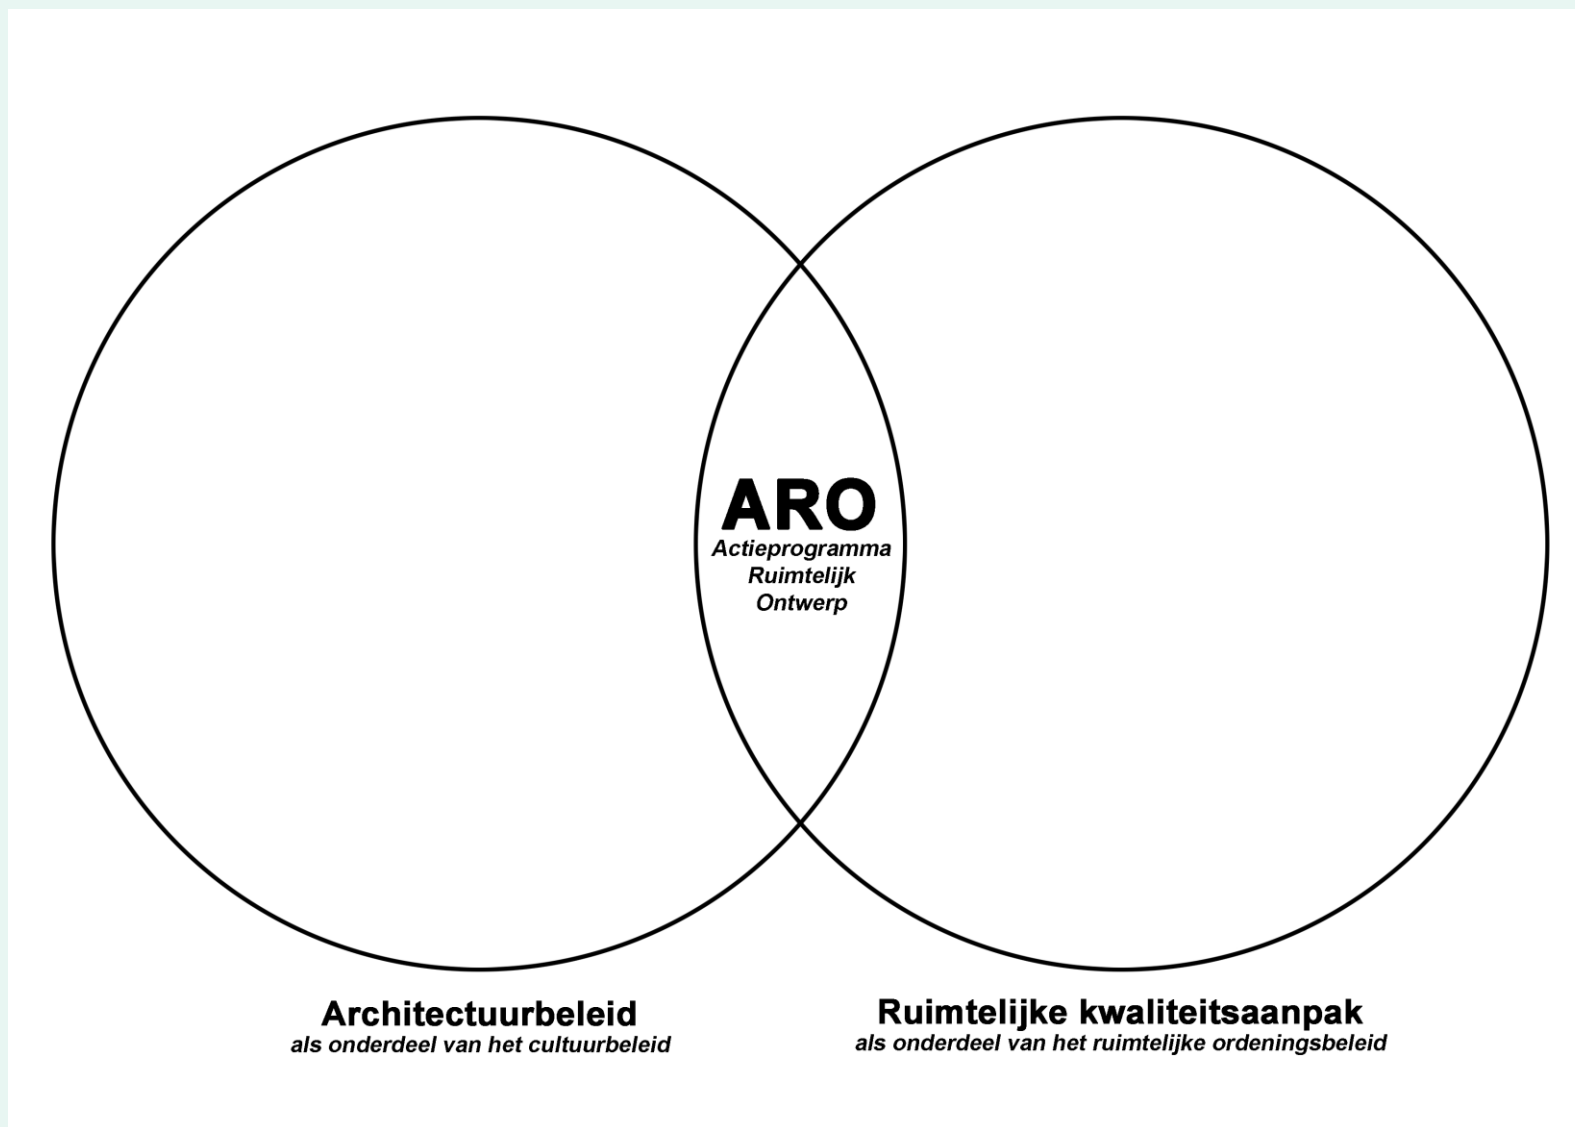 ARO
Actieprogramma
Ruimtelijk
Ontwerp
Architectuurbeleid
als onderdeel van het cultuurbeleid
Ruimtelijke kwaliteitsaanpak
als onderdeel van het ruimtelijke ordeningsbeleid